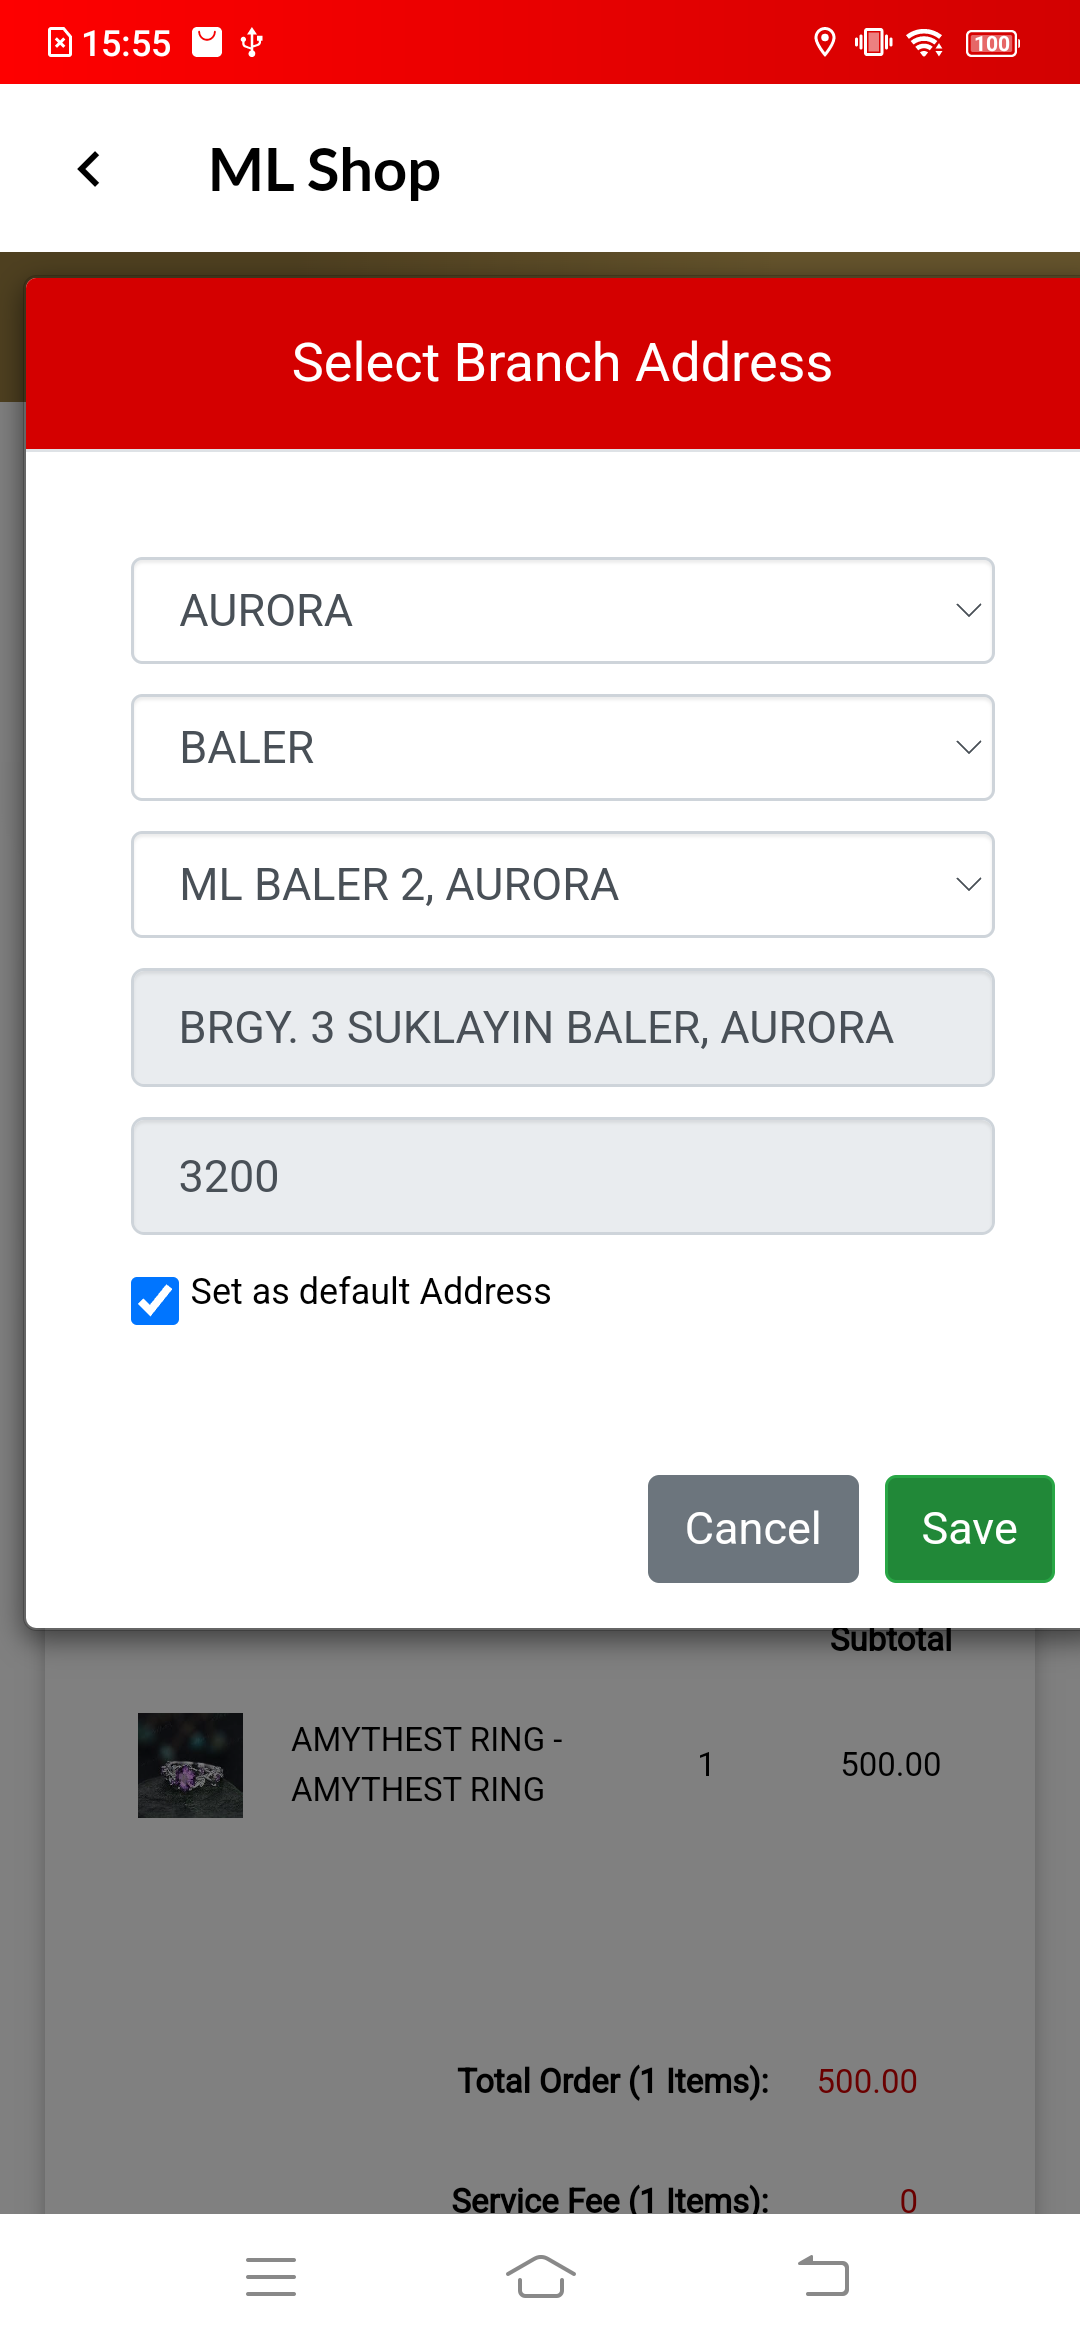 15:55
100
ML Shop
Select Branch Address
AURORA
BALER
ML BALER 2, AURORA
BRGY. 3 SUKLAYIN BALER, AURORA
3200
Set as default Address
Cancel
Save
Subtotal
AMYTHEST RING -
AMYTHEST RING
1
500.00
Total Order (1 Items):
500.00
Service Fee (1 Items):
0